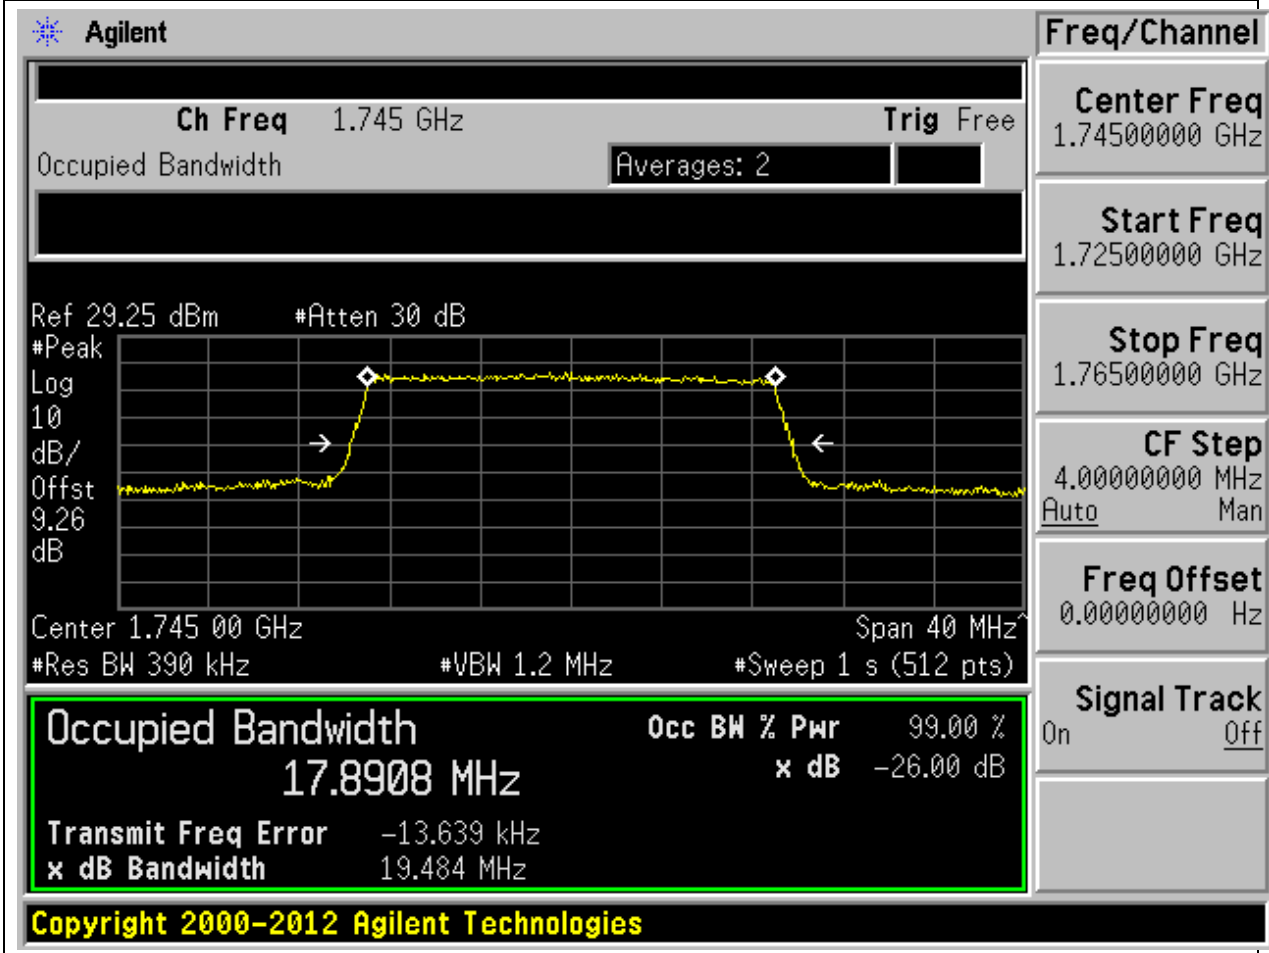 Agilent
Freq/Channel
Ch Freq 1.745 GHz Trig Free
Occupied Bandwidth Averages: 2
Center Freq
1.74500000 GHz
Start Freq
1.72500000 GHz
Stop Freq
1.76500000 GHz
CF Step
4.00000000 MHz
Auto Man
Freq Offset
0.00000000 Hz
Signal Track
On Off
Ref 29.25 dBm #Atten 30 dB
#Peak
Log
10
dB/
Offst
9.26
dB
Center 1.745 00 GHz Span 40 MHz^
#Res BW 390 kHz #VBW 1.2 MHz #Sweep 1 s (512 pts)
Occupied Bandwidth Occ BW % Pwr 99.00 %
17.8908 MHz x dB -26.00 dB
Transmit Freq Error -13.639 kHz
x dB Bandwidth 19.484 MHz
Copyright 2000-2012 Agilent Technologies